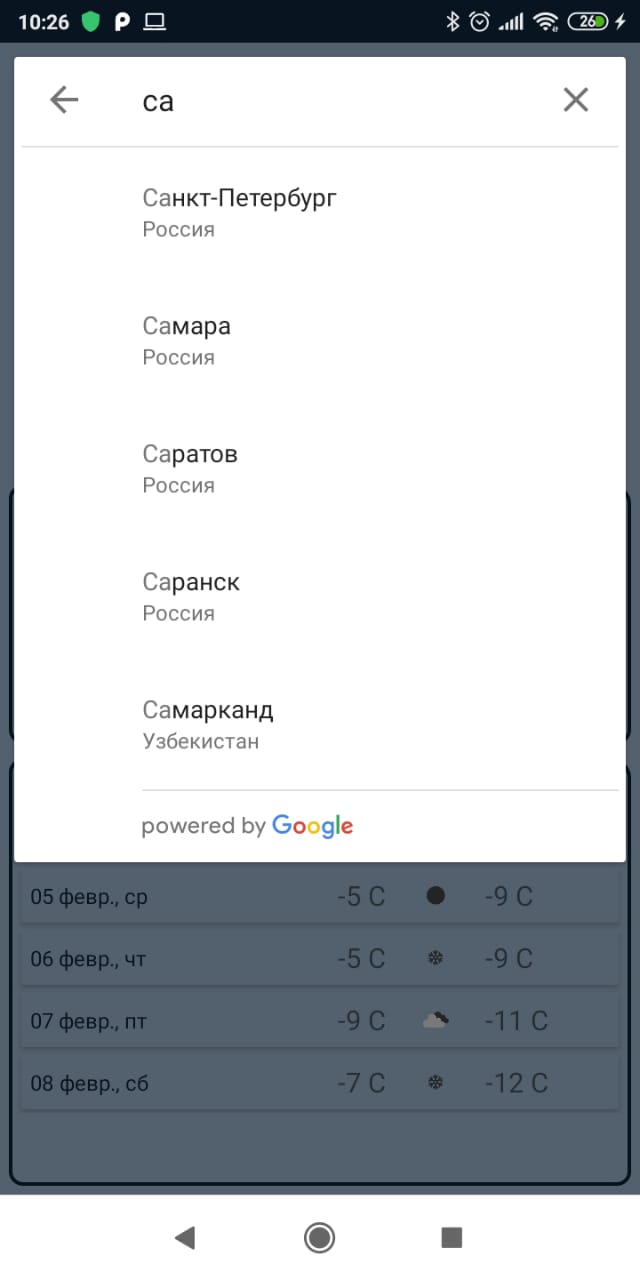 10:26 26
са
Санкт-Петербург
Россия
Самара
Россия
Саратов
Россия
Саранск
Россия
Самарканд
Узбекистан
powered by Google
05 февр., ср -5 C -9 C
06 февр., чт -5 C -9 C
07 февр., пт -9 C -11 C
08 февр., сб -7 C -12 C